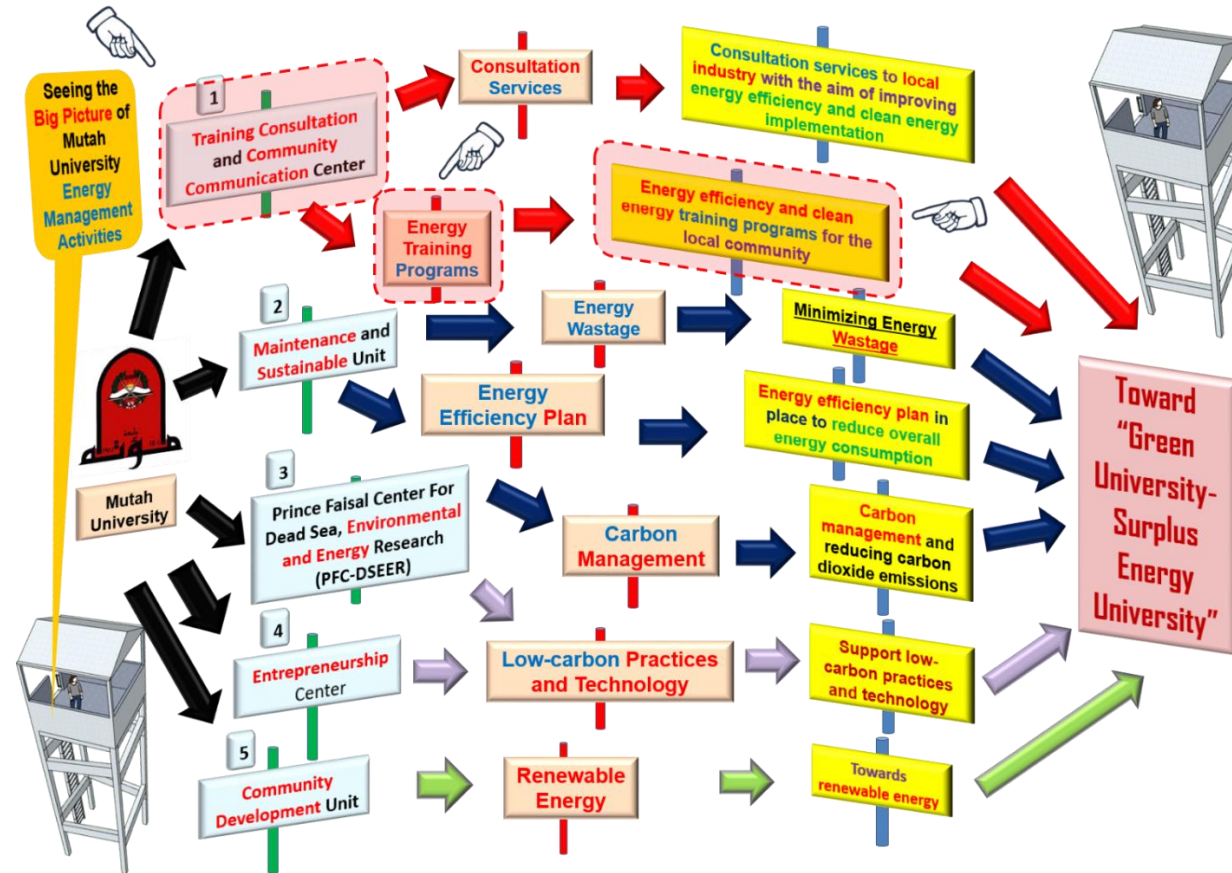 Seeing the
Big Picture of
Mutah
University
Energy
Management
Activities
1
Training Consultation
and Community
Communication Center
Consultation
Services
Consultation services to local
industry with the aim of improving
energy efficiency and clean energy
implementation
Energy
Training
Programs
Energy efficiency and clean
energy training programs for the
local community
2
Maintenance and
Sustainable Unit
Energy
Wastage
Minimizing Energy
Wastage
Energy
Efficiency Plan
Energy efficiency plan in
place to reduce overall
energy consumption
Mutah
University
3
Prince Faisal Center For
Dead Sea, Environmental
and Energy Research
(PFC-DSEER)
Carbon
Management
Carbon
management and
reducing carbon
dioxide emissions
4
Entrepreneurship
Center
Low-carbon Practices
and Technology
Support low-
carbon practices
and technology
5
Community
Development Unit
Renewable
Energy
Towards
renewable energy
Toward
“Green
University-
Surplus
Energy
University”